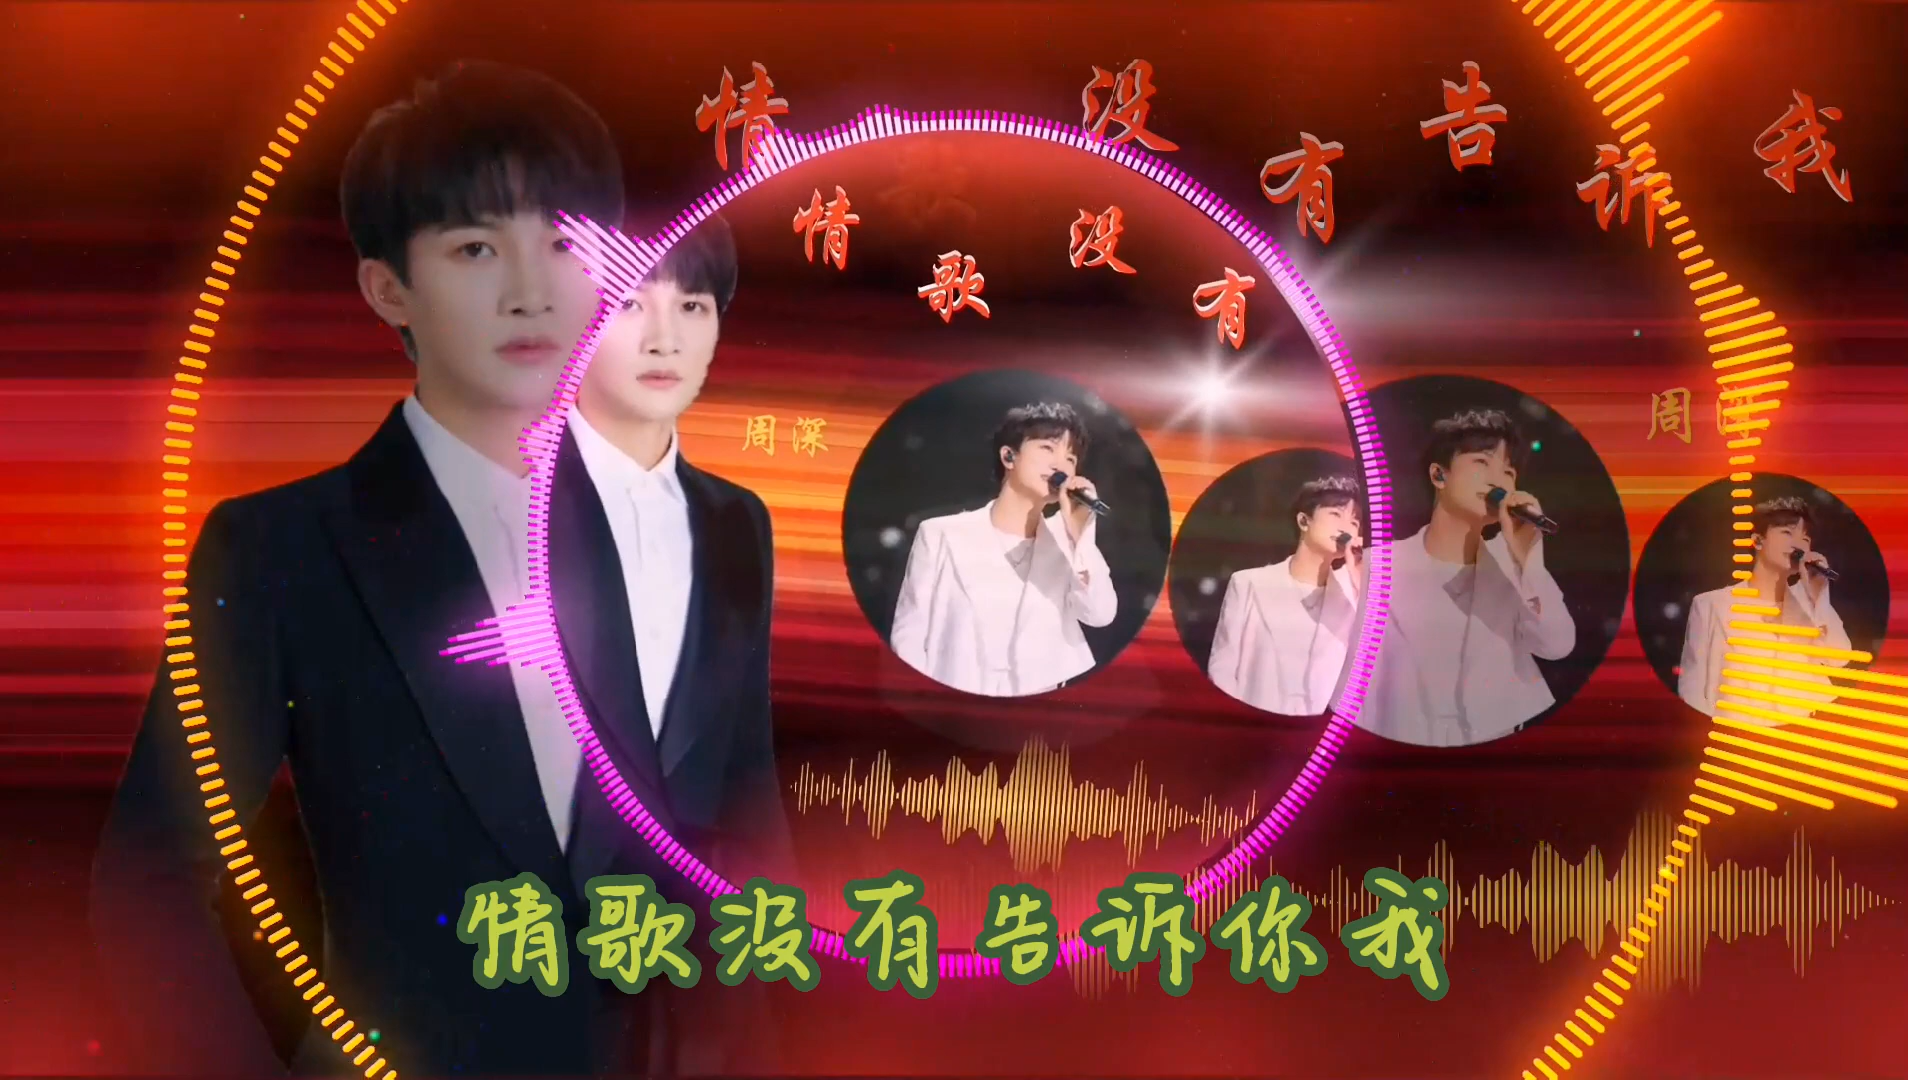 情 没有告诉 我
情歌没有
周深
周深
情歌没有告诉你我